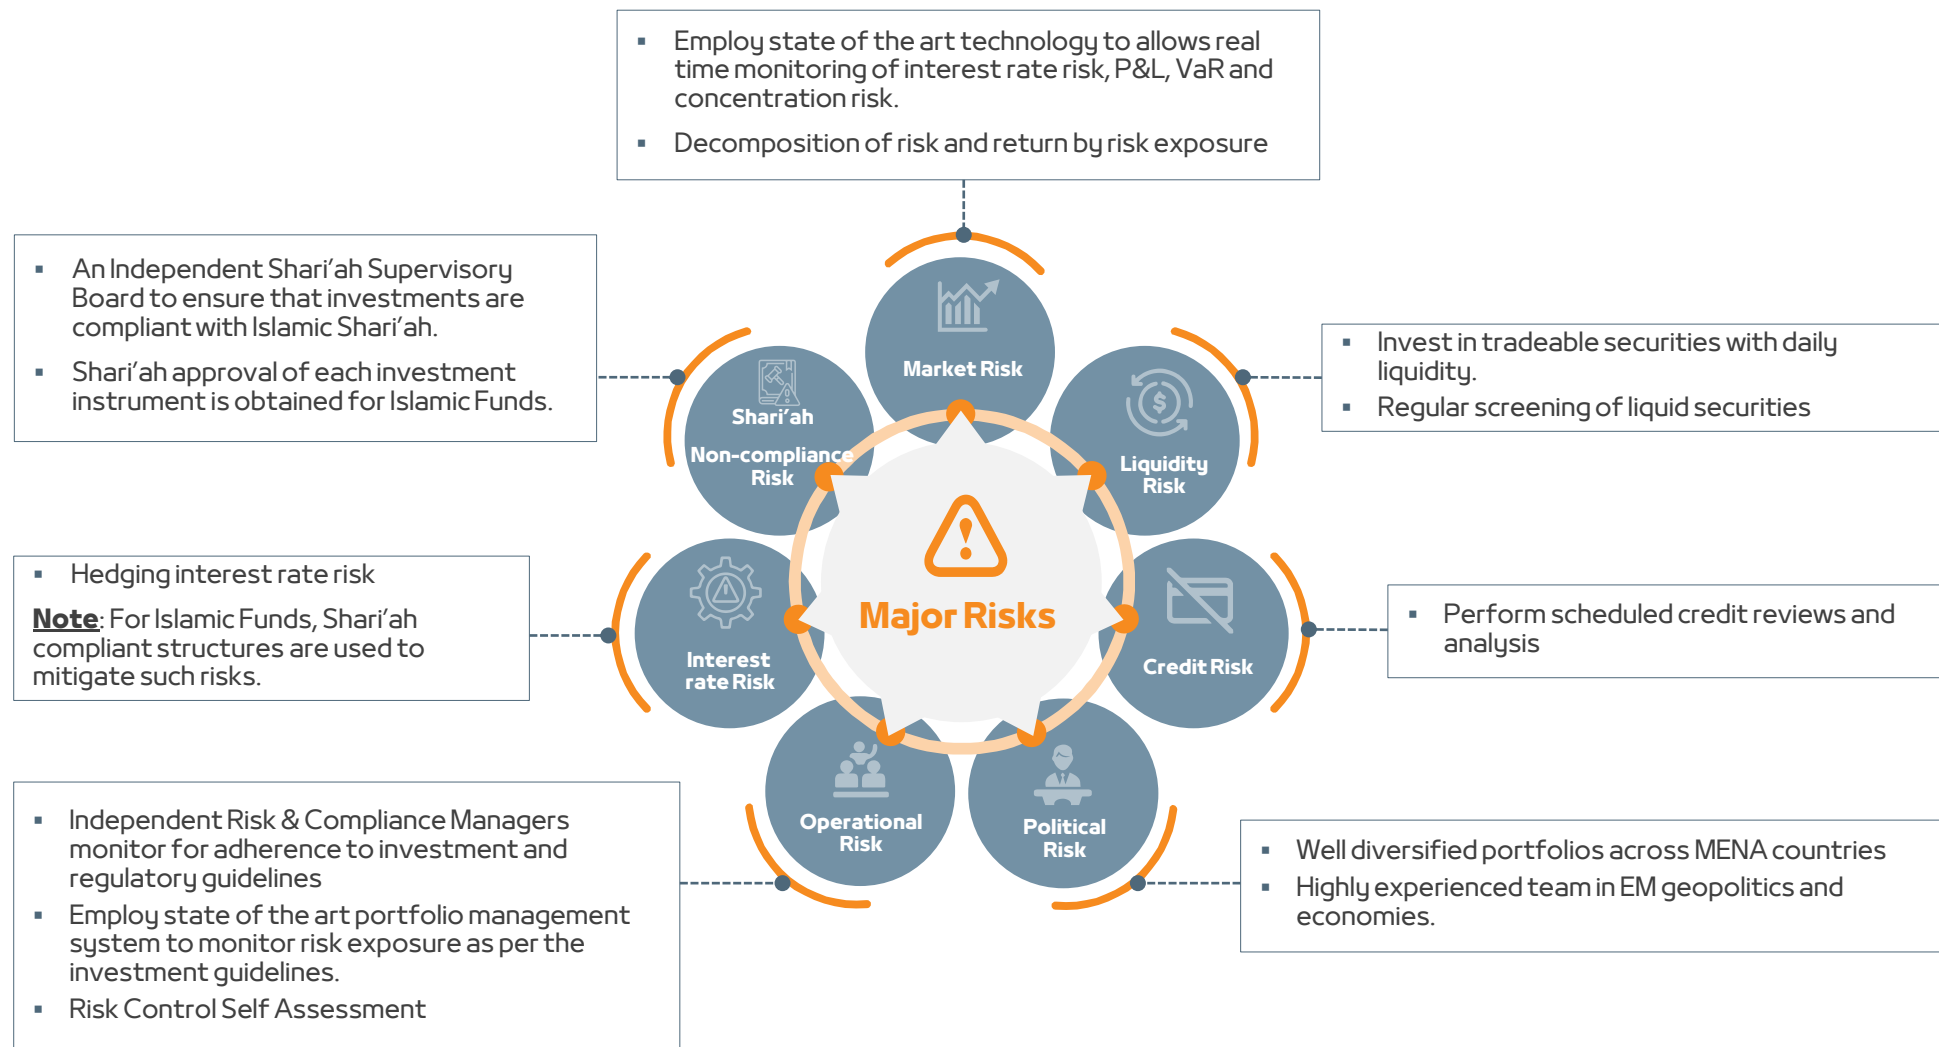 ▪ Employ state of the art technology to allows real
time monitoring of interest rate risk, P&L, VaR and
concentration risk.
▪ Decomposition of risk and return by risk exposure
▪ An Independent Shari’ah Supervisory
Board to ensure that investments are
compliant with Islamic Shari’ah.
▪ Shari’ah approval of each investment
instrument is obtained for Islamic Funds.
Market Risk
▪ Invest in tradeable securities with daily
liquidity.
▪ Regular screening of liquid securities
Shari’ah
Non-compliance
Risk
Liquidity
Risk
▪ Hedging interest rate risk
Note: For Islamic Funds, Shari’ah
compliant structures are used to
mitigate such risks.
Major Risks
▪ Perform scheduled credit reviews and
analysis
Interest
rate Risk
Credit Risk
▪ Independent Risk & Compliance Managers
monitor for adherence to investment and
regulatory guidelines
▪ Employ state of the art portfolio management
system to monitor risk exposure as per the
investment guidelines.
▪ Risk Control Self Assessment
Operational
Risk
Political
Risk
▪ Well diversified portfolios across MENA countries
▪ Highly experienced team in EM geopolitics and
economies.